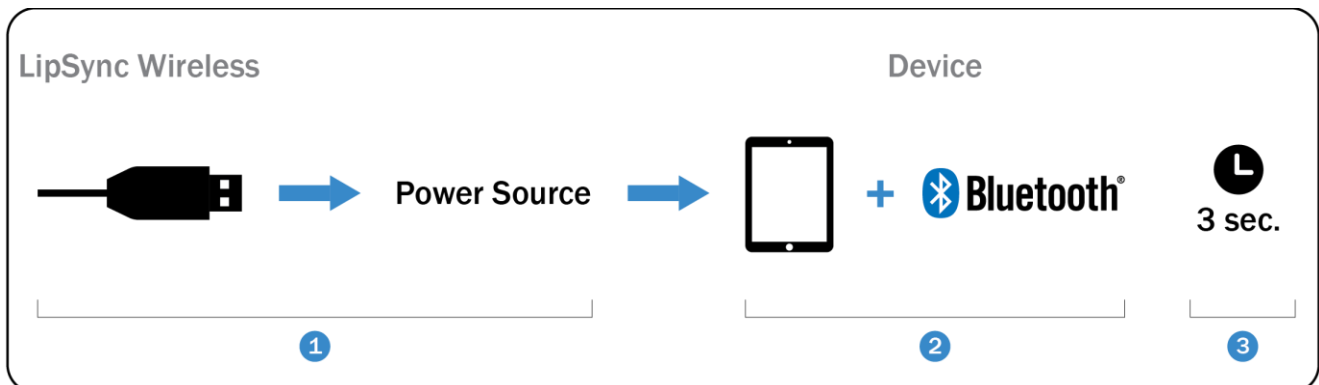 LipSync Wireless
Device
Power Source
Bluetooth®
3 sec.
1
2
3